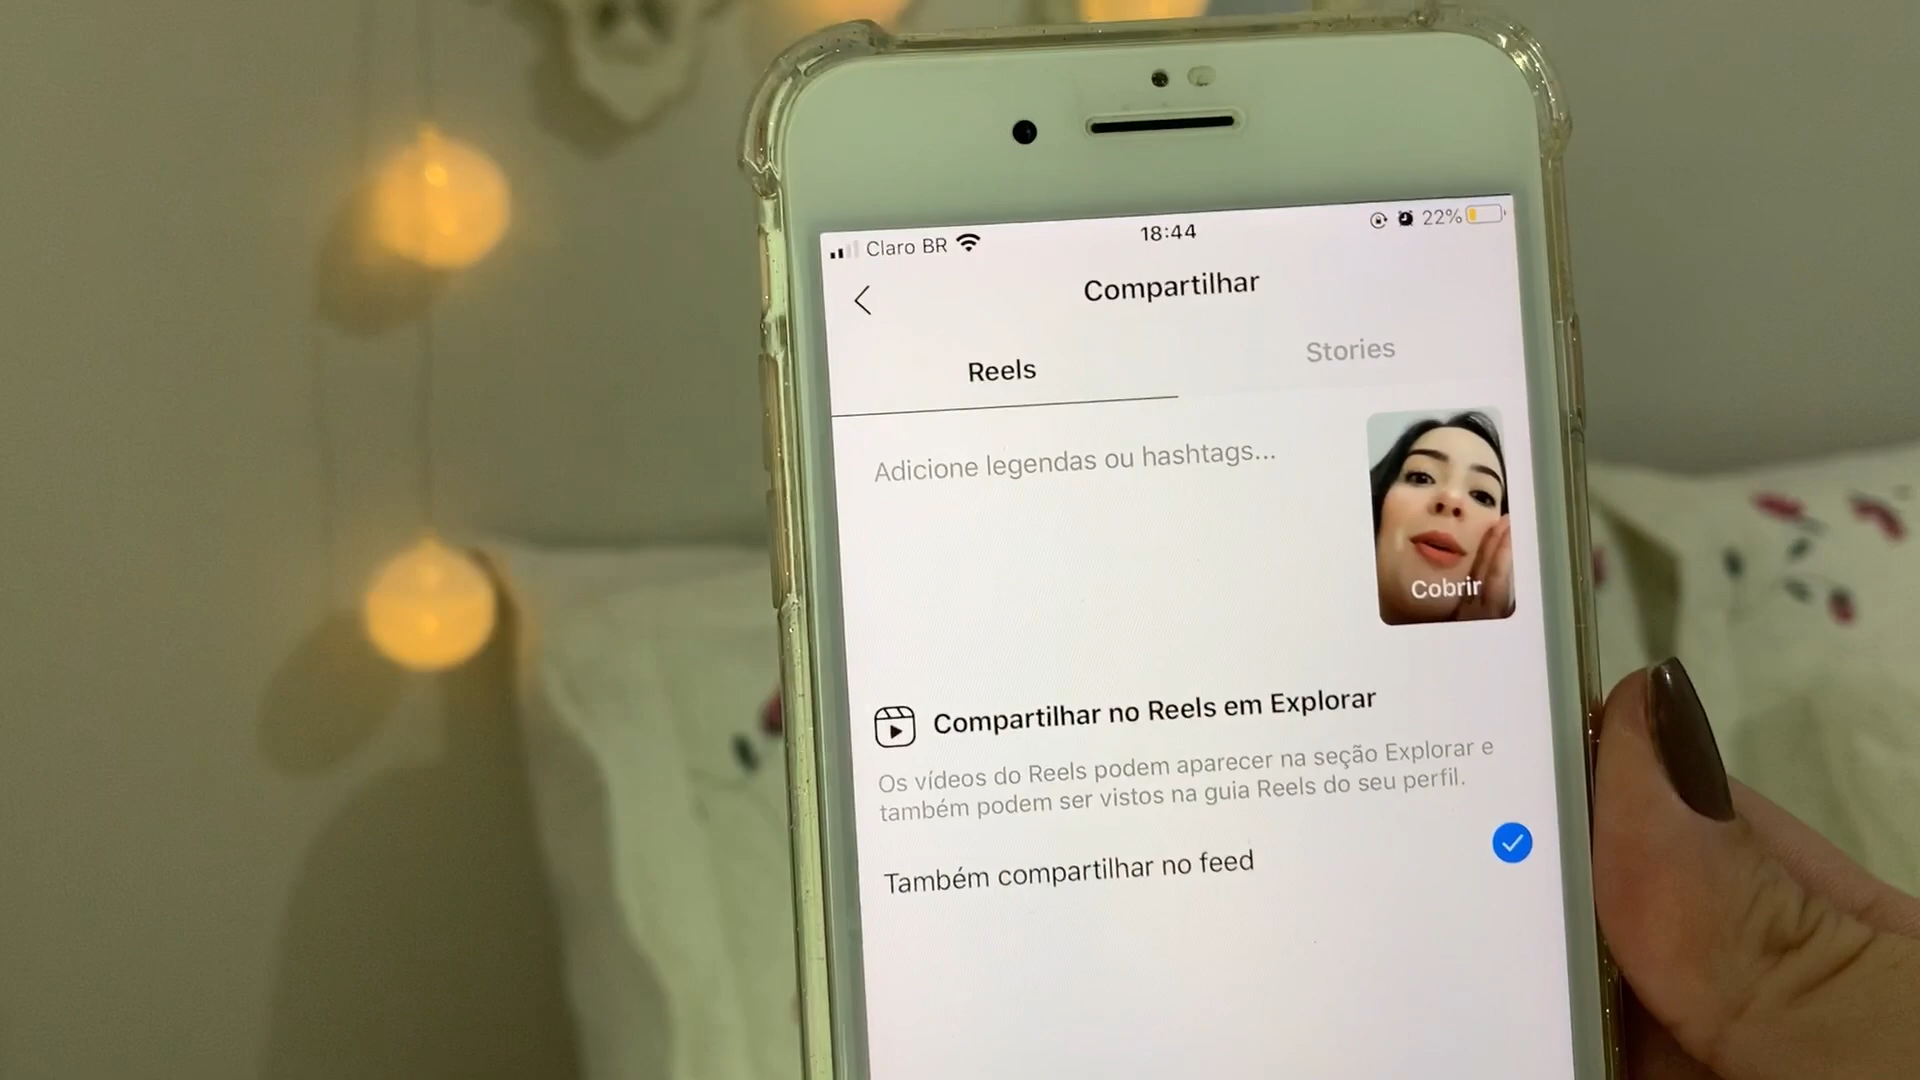 Claro BR
18:44
22%
Compartilhar
Reels
Stories
Adicione legendas ou hashtags...
Cobrir
Compartilhar no Reels em Explorar
Os vídeos do Reels podem aparecer na seção Explorar e
também podem ser vistos na guia Reels do seu perfil.
Também compartilhar no feed